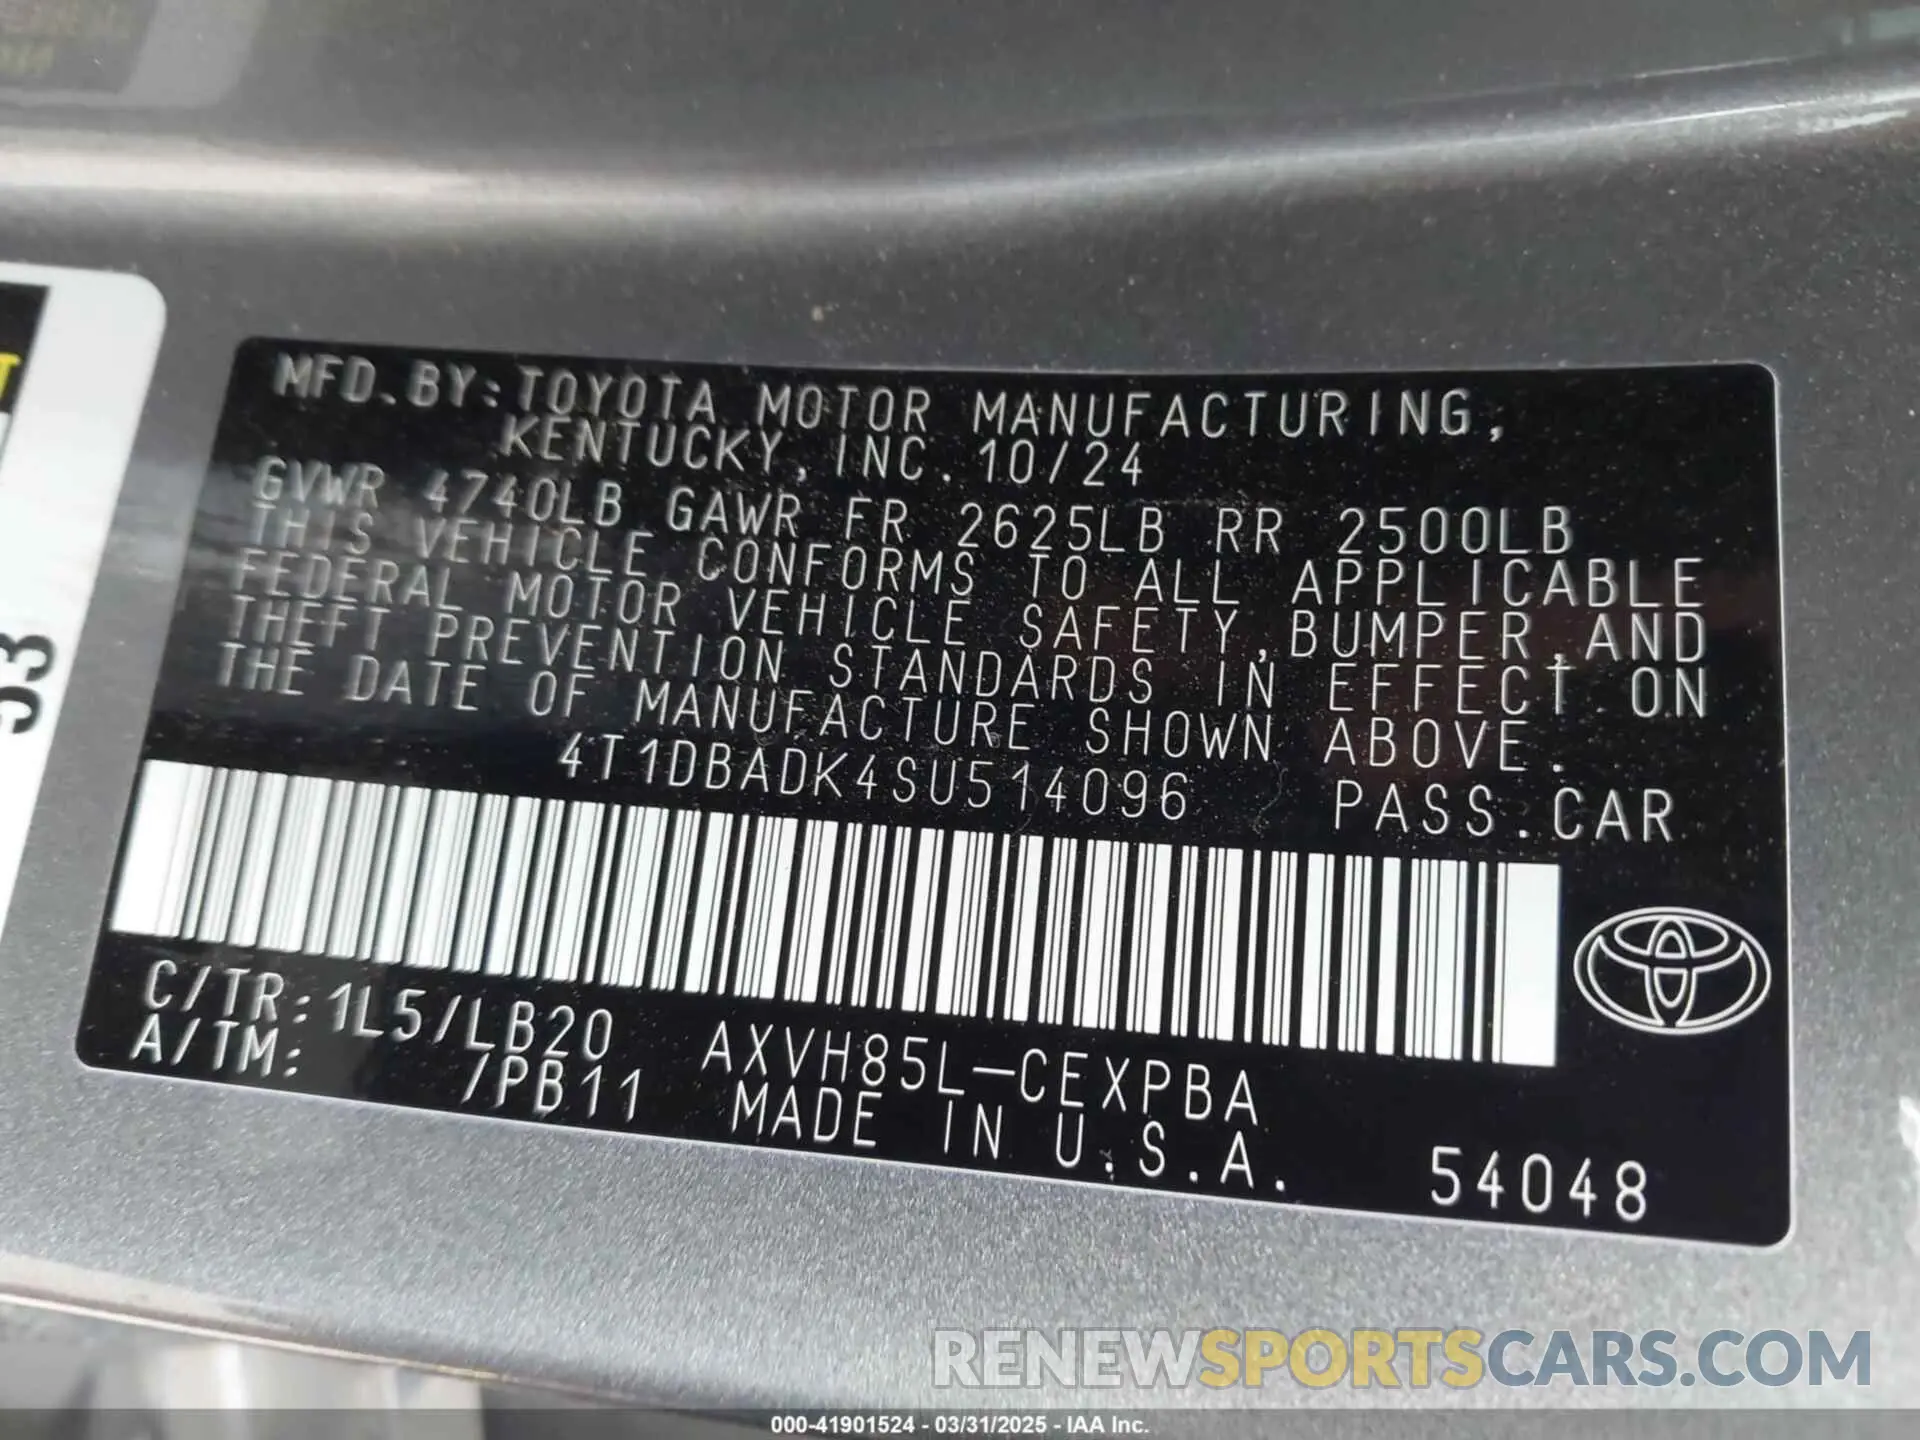 MFD.BY:TOYOTA MOTOR MANUFACTURING,
KENTUCKY, INC. 10/24
GVWR 4740LB GAWR FR 2625LB RR 2500LB
THIS VEHICLE CONFORMS TO ALL APPLICABLE
FEDERAL MOTOR VEHICLE SAFETY,BUMPER,AND
THEFT PREVENTION STANDARDS IN EFFECT ON
THE DATE OF MANUFACTURE SHOWN ABOVE.
4T1DBADK4SU514096 PASS.CAR
C/TR:1L5/LB20 AXVH85L-CEXPBA
A/TM: /PB11 MADE IN U.S.A. 54048
53
T
RENEWSPORTSCARS.COM
000-41901524 - 03/31/2025 - IAA Inc.